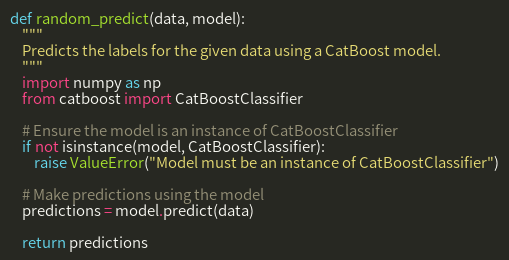 def random_predict(data, model):
    """
    Predicts the labels for the given data using a CatBoost model.
    """
    import numpy as np
    from catboost import CatBoostClassifier

    # Ensure the model is an instance of CatBoostClassifier
    if not isinstance(model, CatBoostClassifier):
        raise ValueError("Model must be an instance of CatBoostClassifier")

    # Make predictions using the model
    predictions = model.predict(data)

    return predictions